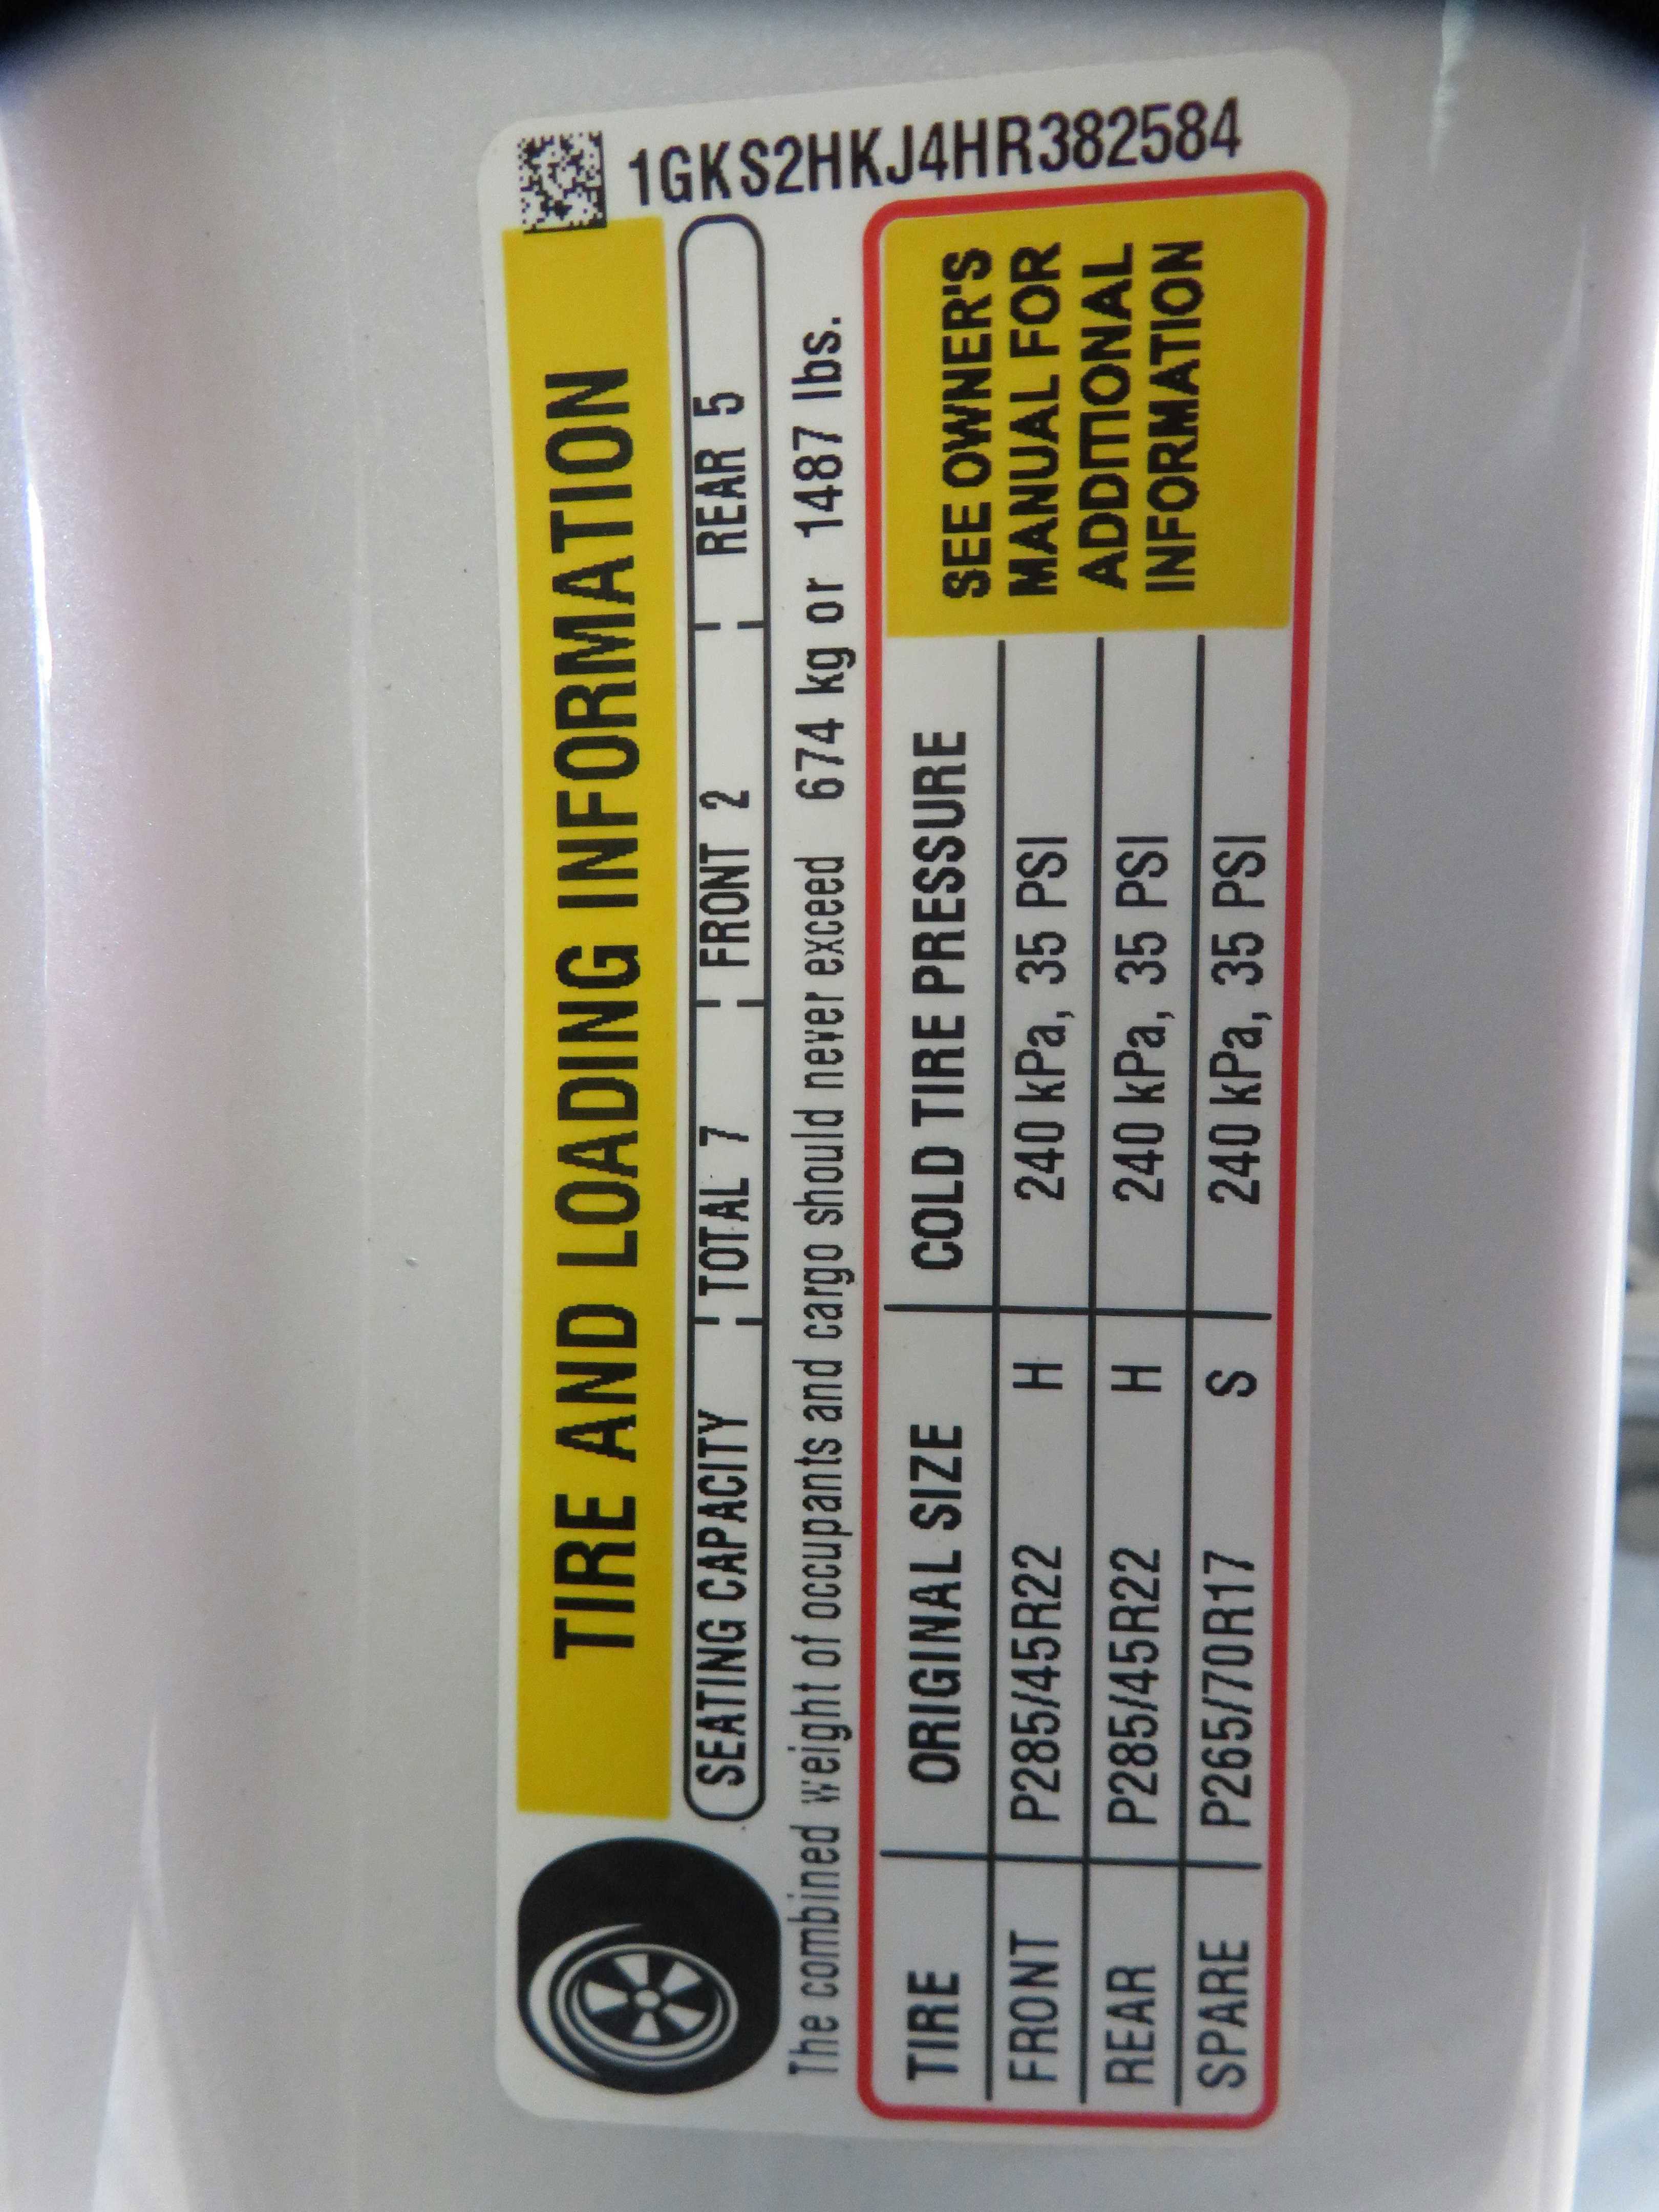 TIRE AND LOADING INFORMATION
SEATING CAPACITY TOTAL 7 FRONT 2 REAR 5
The combined weight of occupants and cargo should never exceed 674 kg or 1487 lbs.
TIRE ORIGINAL SIZE COLD TIRE PRESSURE
FRONT P285/45R22 H 240 kPa, 35 PSI
REAR P285/45R22 H 240 kPa, 35 PSI
SPARE P265/70R17 S 240 kPa, 35 PSI
SEE OWNER'S
MANUAL FOR
ADDITIONAL
INFORMATION
1GKS2HKJ4HR382584